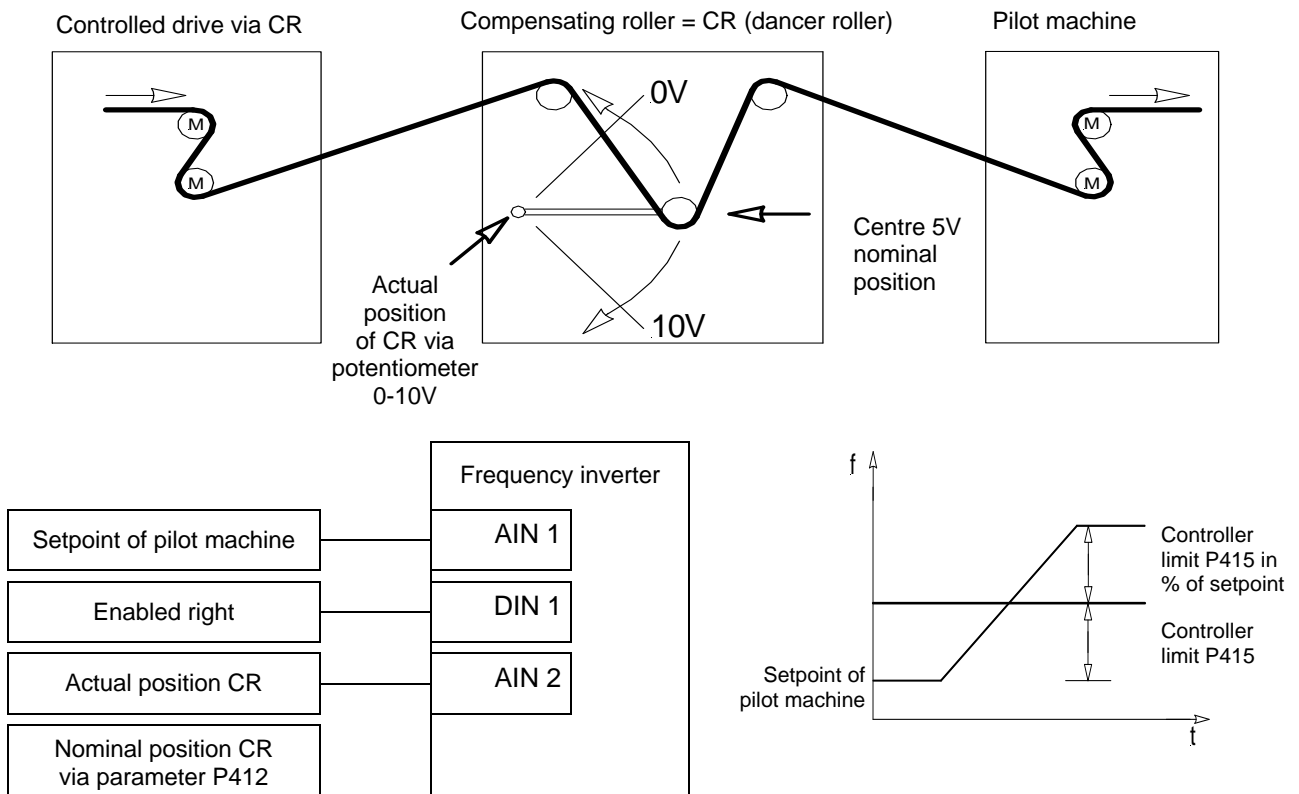 Controlled drive via CR
Compensating roller = CR (dancer roller)
Pilot machine
M
M
0V
10V
Centre 5V
nominal
position
Actual
position
of CR via
potentiometer
0-10V
M
M
Frequency inverter
Setpoint of pilot machine
AIN 1
Enabled right
DIN 1
Actual position CR
AIN 2
Nominal position CR
via parameter P412
f
Controller
limit P415 in
% of setpoint
Controller
limit P415
Setpoint of
pilot machine
t